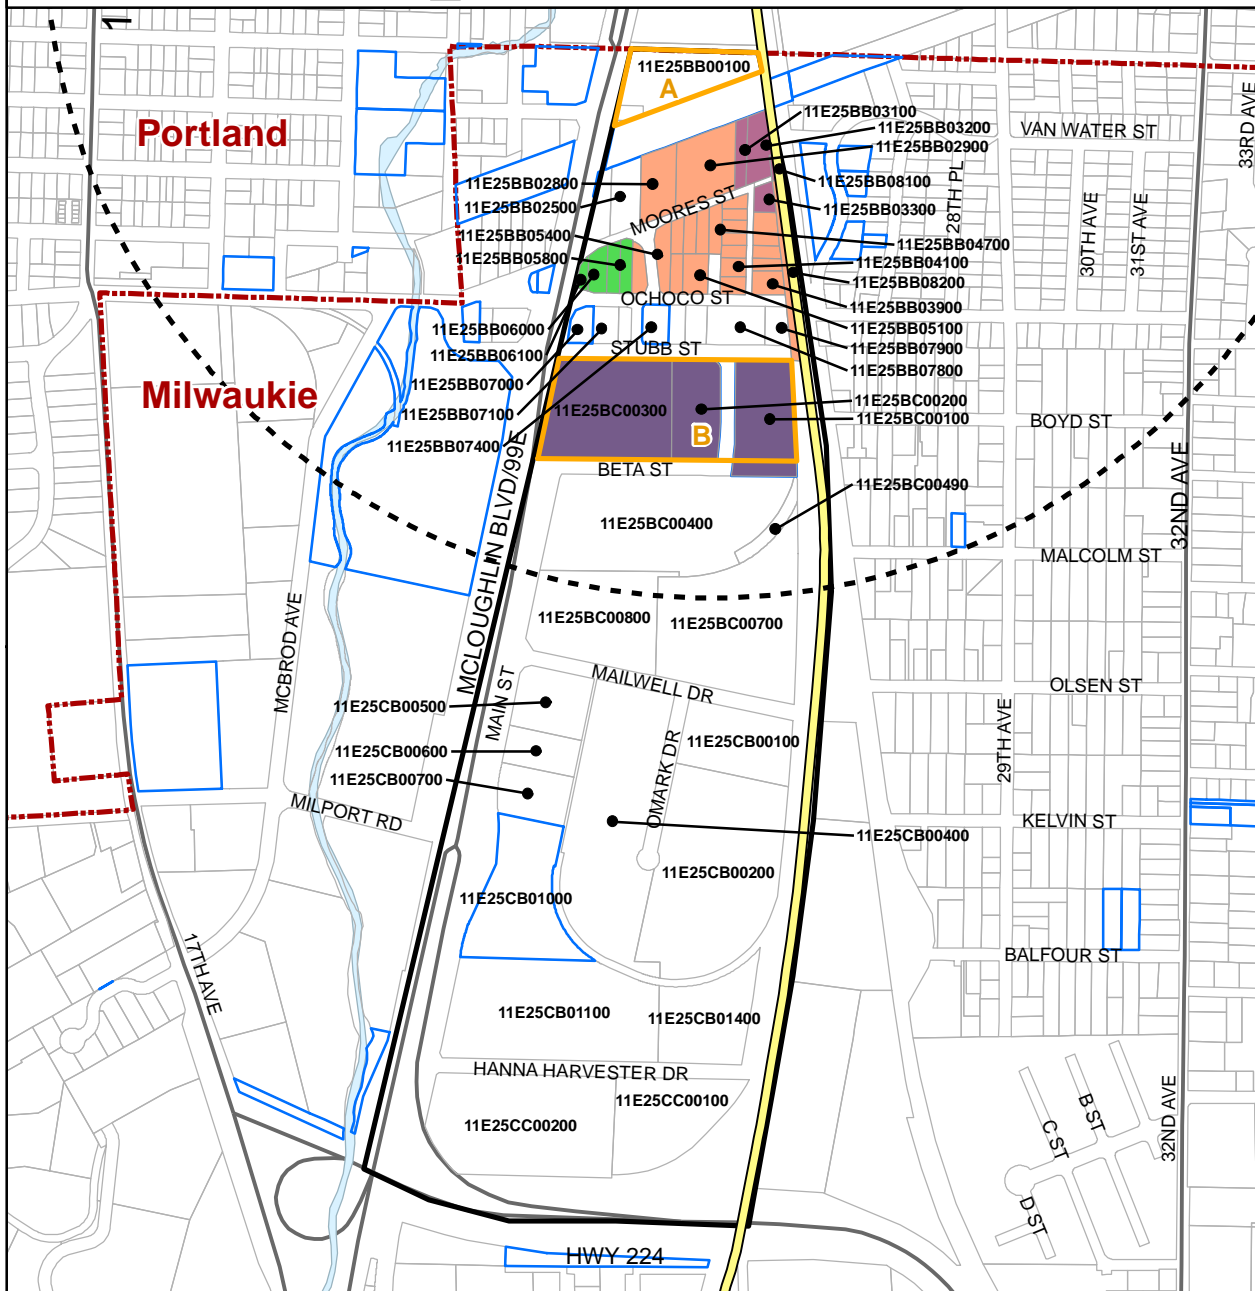 1
11E25BB00100
A
Portland
11E25BB03100
11E25BB03200
11E25BB02900
VAN WATER ST
33RD AVE
11E25BB02800
11E25BB02500
11E25BB08100
28TH PL
MOORES ST
11E25BB03300
30TH AVE
31ST AVE
11E25BB05400
11E25BB04700
11E25BB05800
11E25BB04100
11E25BB08200
OCHOCO ST
11E25BB03900
11E25BB06000
11E25BB05100
11E25BB06100
STUBB ST
11E25BB07900
11E25BB07800
11E25BB07000
Milwaukie
11E25BB07100
11E25BC00300
11E25BC00200
11E25BC00100
BOYD ST
B
11E25BB07400
BETA ST
32ND AVE
11E25BC00490
11E25BC00400
MALCOLM ST
MCLOUGHLIN BLVD/99E
11E25BC00800
11E25BC00700
MCBROD AVE
MAILWELL DR
OLSEN ST
MAIN ST
11E25CB00500
29TH AVE
11E25CB00100
11E25CB00600
OMARK DR
11E25CB00700
MILPORT RD
KELVIN ST
11E25CB00400
11E25CB00200
11E25CB01000
17TH AVE
BALFOUR ST
11E25CB01100
11E25CB01400
HANNA HARVESTER DR
11E25CC00100
11E25CC00200
B ST
C ST
32ND AVE
D ST
HWY 224